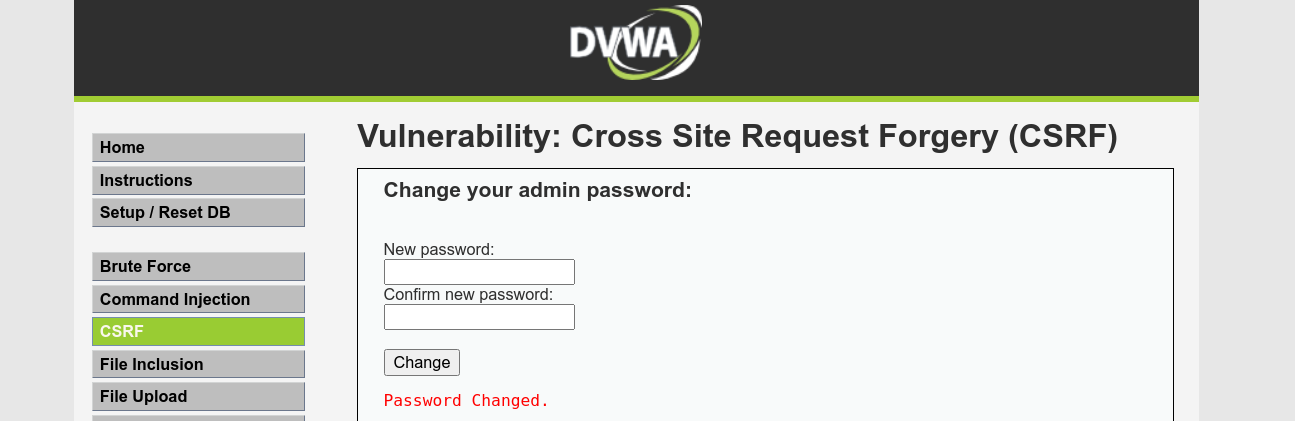 DVWA
Home
Instructions
Setup / Reset DB
Brute Force
Command Injection
CSRF
File Inclusion
File Upload
Vulnerability: Cross Site Request Forgery (CSRF)
Change your admin password:
New password:
Confirm new password:
Change
Password Changed.